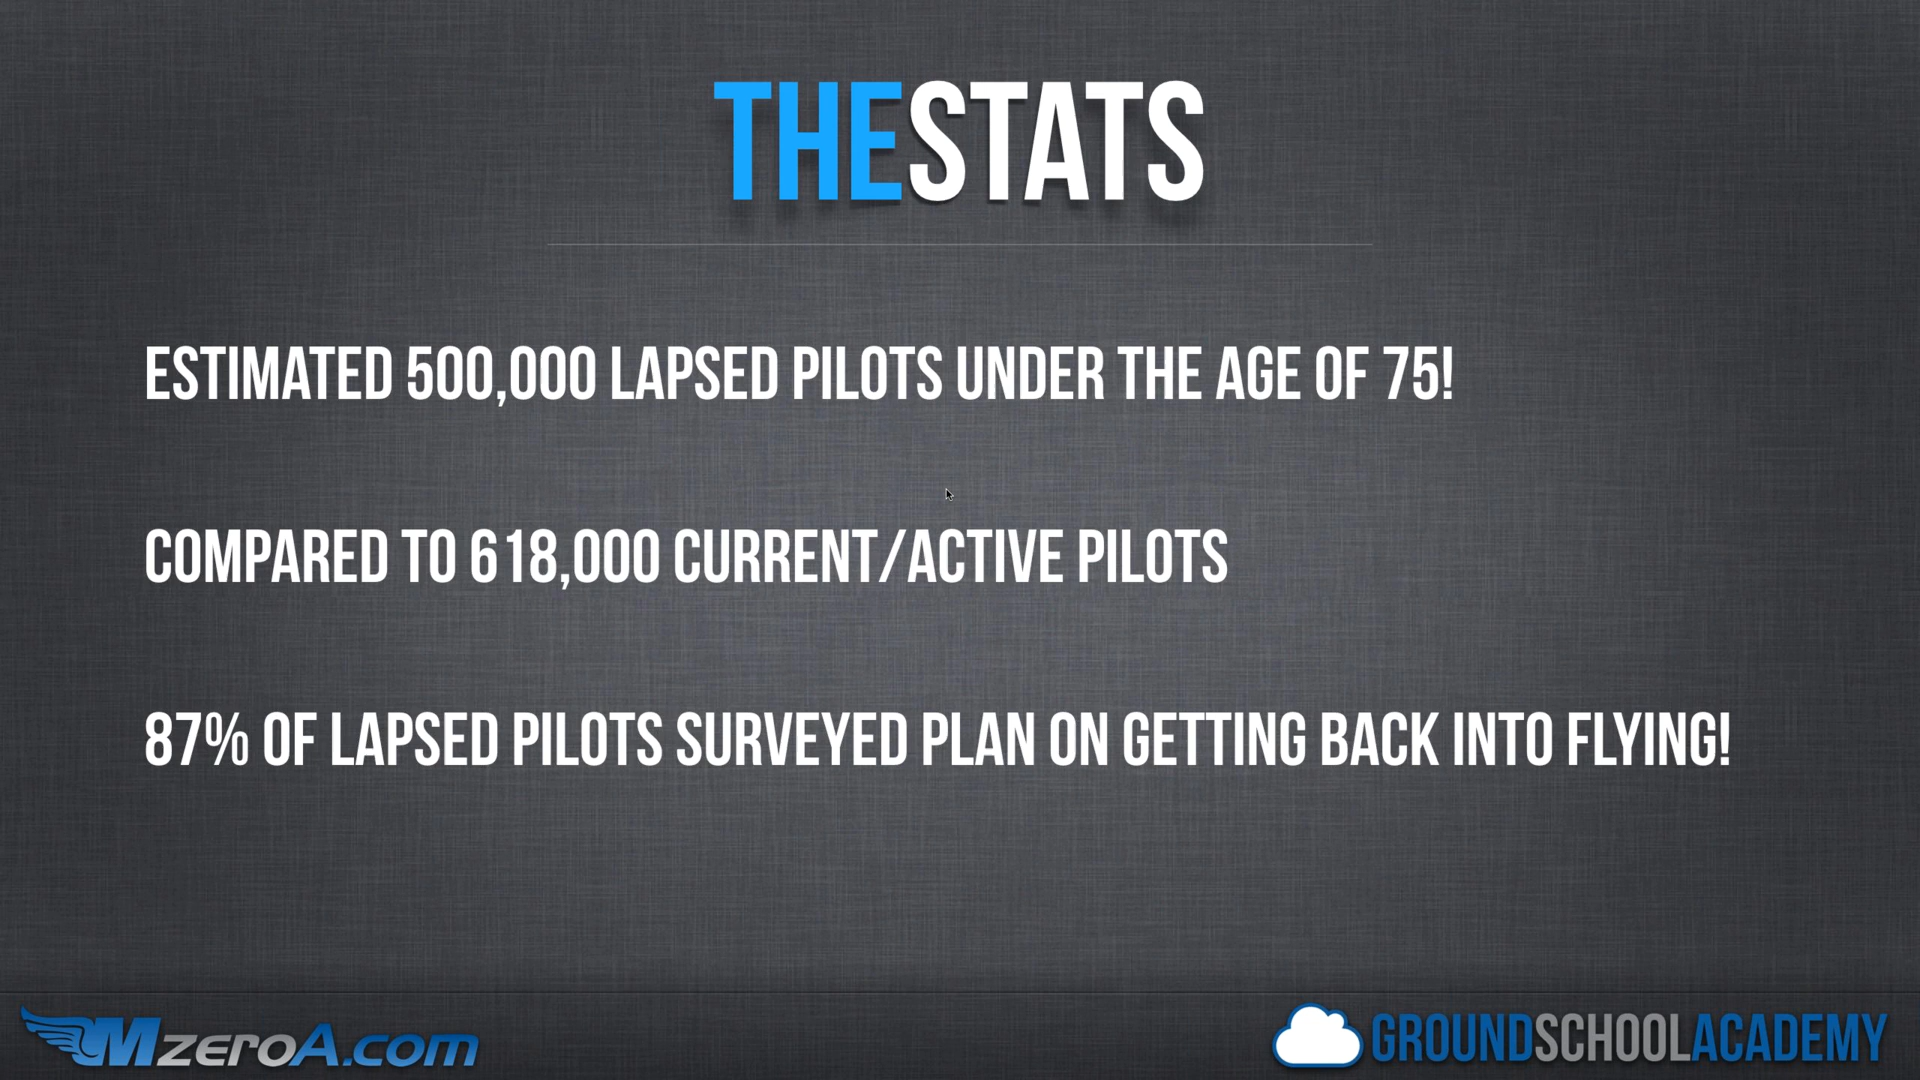 THESTATS
ESTIMATED 500,000 LAPSED PILOTS UNDER THE AGE OF 75!
COMPARED TO 618,000 CURRENT/ACTIVE PILOTS
87% OF LAPSED PILOTS SURVEYED PLAN ON GETTING BACK INTO FLYING!
MzeroA.com
GROUNDSCHOOLACADEMY